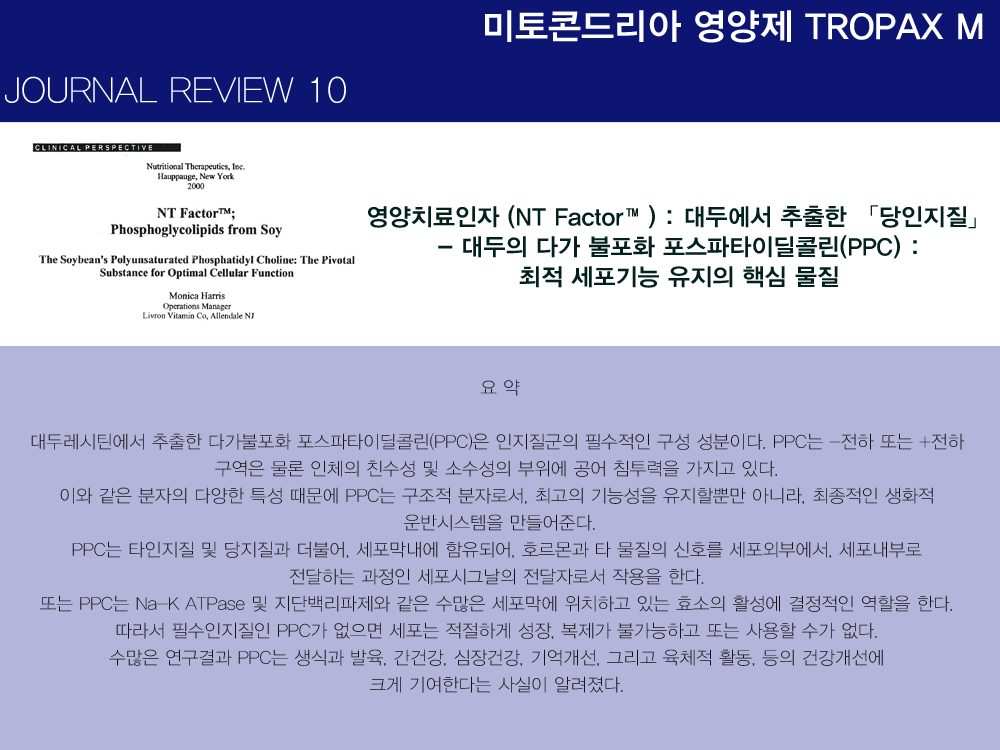 미토콘드리아 영양제 TROPAX M
JOURNAL REVIEW 10
CLINICAL PERSPECTIVE
Nutritional Therapeutics, Inc.
Hauppauge, New York
2000
NT Factor™;
Phosphoglycolipids from Soy
The Soybean's Polyunsaturated Phosphatidyl Choline: The Pivotal
Substance for Optimal Cellular Function
Monica Harris
Operations Manager
Livron Vitamin Co, Allendale NJ
영양치료인자 (NT Factor™ ) : 대두에서 추출한 「당인지질」
- 대두의 다가 불포화 포스파타이딜콜린(PPC) :
최적 세포기능 유지의 핵심 물질
요 약
대두레시틴에서 추출한 다가불포화 포스파타이딜콜린(PPC)은 인지질군의 필수적인 구성 성분이다. PPC는 -전하 또는 +전하
구역은 물론 인체의 친수성 및 소수성의 부위에 공어 침투력을 가지고 있다.
이와 같은 분자의 다양한 특성 때문에 PPC는 구조적 분자로서, 최고의 기능성을 유지할뿐만 아니라, 최종적인 생화적
운반시스템을 만들어준다.
PPC는 타인지질 및 당지질과 더불어, 세포막내에 함유되어, 호르몬과 타 물질의 신호를 세포외부에서, 세포내부로
전달하는 과정인 세포시그날의 전달자로서 작용을 한다.
또는 PPC는 Na-K ATPase 및 지단백리파제와 같은 수많은 세포막에 위치하고 있는 효소의 활성에 결정적인 역할을 한다.
따라서 필수인지질인 PPC가 없으면 세포는 적절하게 성장, 복제가 불가능하고 또는 사용할 수가 없다.
수많은 연구결과 PPC는 생식과 발육, 간건강, 심장건강, 기억개선, 그리고 육체적 활동, 등의 건강개선에
크게 기여한다는 사실이 알려졌다.